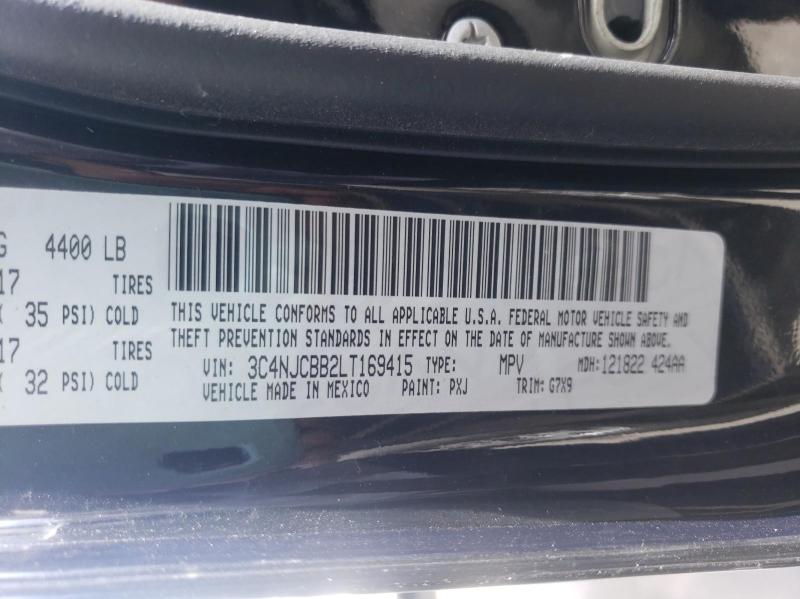 G 4400 LB
17 TIRES
( 35 PSI) COLD
17 TIRES
( 32 PSI) COLD
THIS VEHICLE CONFORMS TO ALL APPLICABLE U.S.A. FEDERAL MOTOR VEHICLE SAFETY AND
THEFT PREVENTION STANDARDS IN EFFECT ON THE DATE OF MANUFACTURE SHOWN ABOVE.
VIN: 3C4NJCBB2LT169415 TYPE: MPV MDH:121822 424AA
VEHICLE MADE IN MEXICO PAINT: PXJ TRIM: G7X9